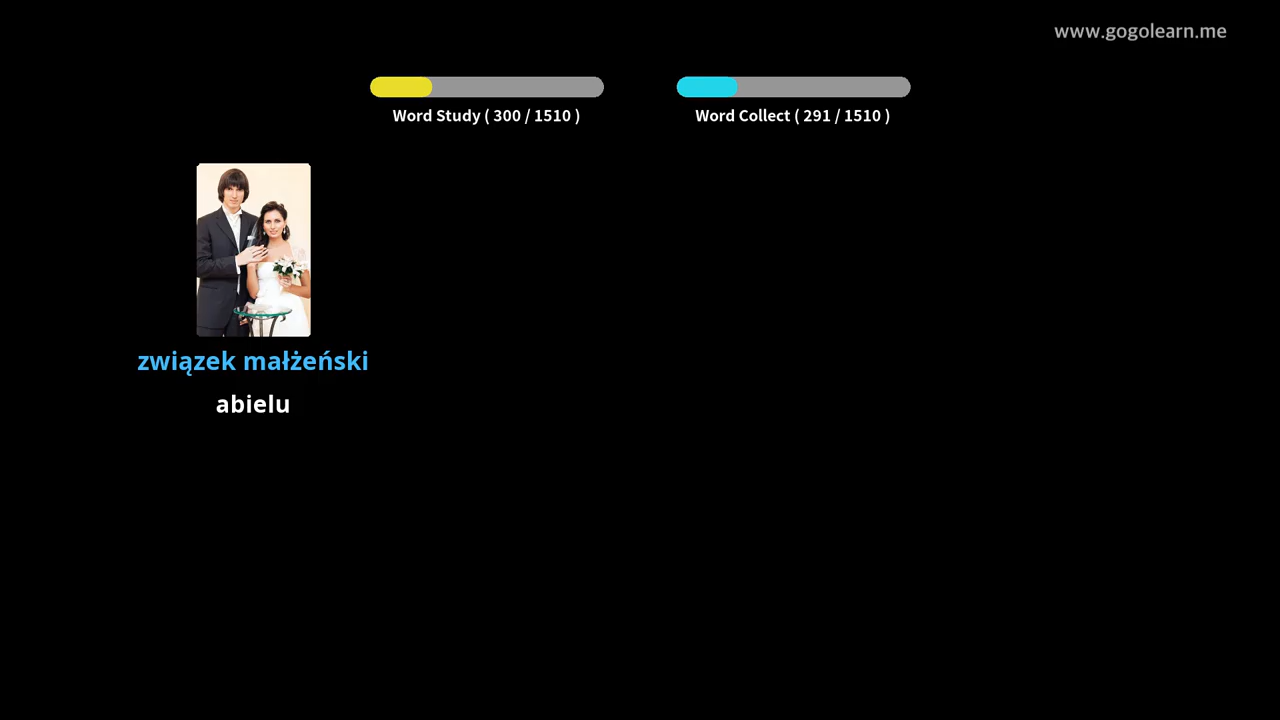 www.gogolearn.me
Word Study ( 300 / 1510 )
Word Collect ( 291 / 1510 )
związek małżeński
abielu